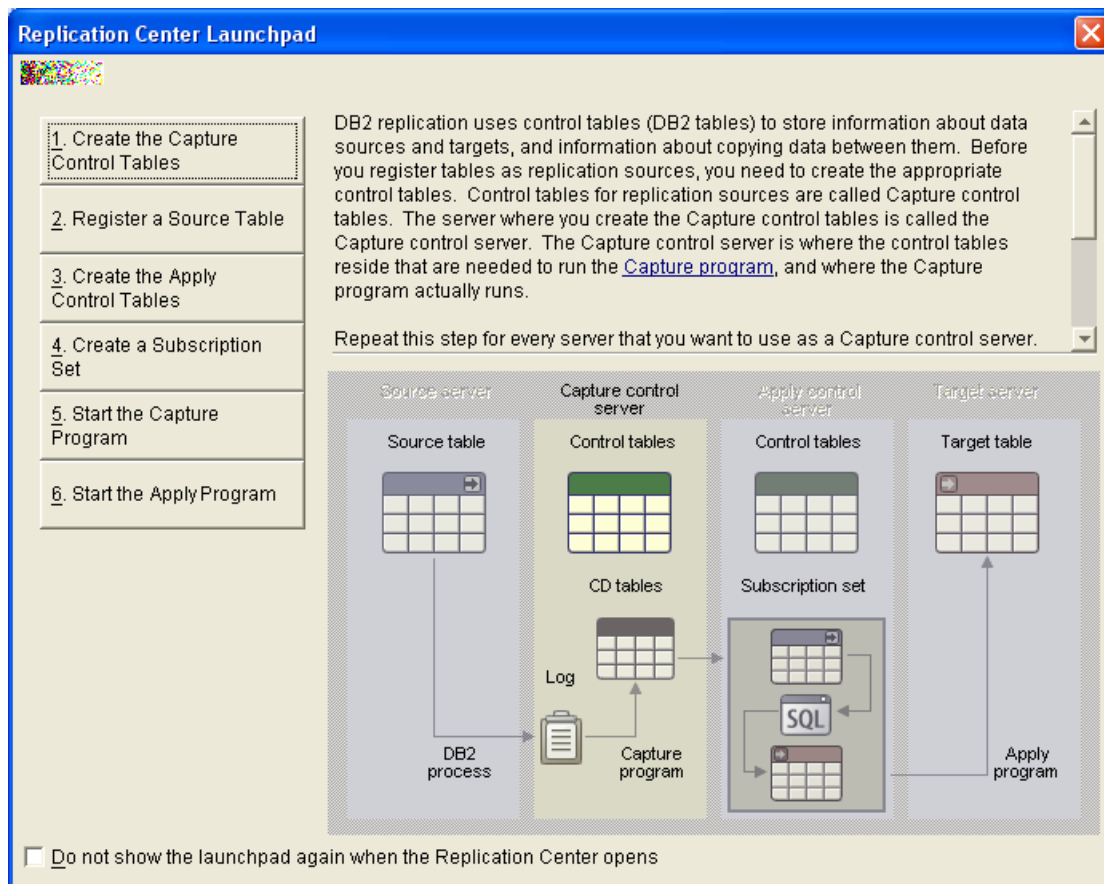 Replication Center Launchpad
1. Create the Capture
Control Tables
2. Register a Source Table
3. Create the Apply
Control Tables
4. Create a Subscription
Set
5. Start the Capture
Program
6. Start the Apply Program
DB2 replication uses control tables (DB2 tables) to store information about data
sources and targets, and information about copying data between them. Before
you register tables as replication sources, you need to create the appropriate
control tables. Control tables for replication sources are called Capture control
tables. The server where you create the Capture control tables is called the
Capture control server. The Capture control server is where the control tables
reside that are needed to run the Capture program, and where the Capture
program actually runs.
Repeat this step for every server that you want to use as a Capture control server.
Source server
Capture control
server
Apply control
server
Target server
Source table
Control tables
Control tables
Target table
CD tables
Subscription set
Log
SQL
DB2
process
Capture
program
Apply
program
Do not show the launchpad again when the Replication Center opens